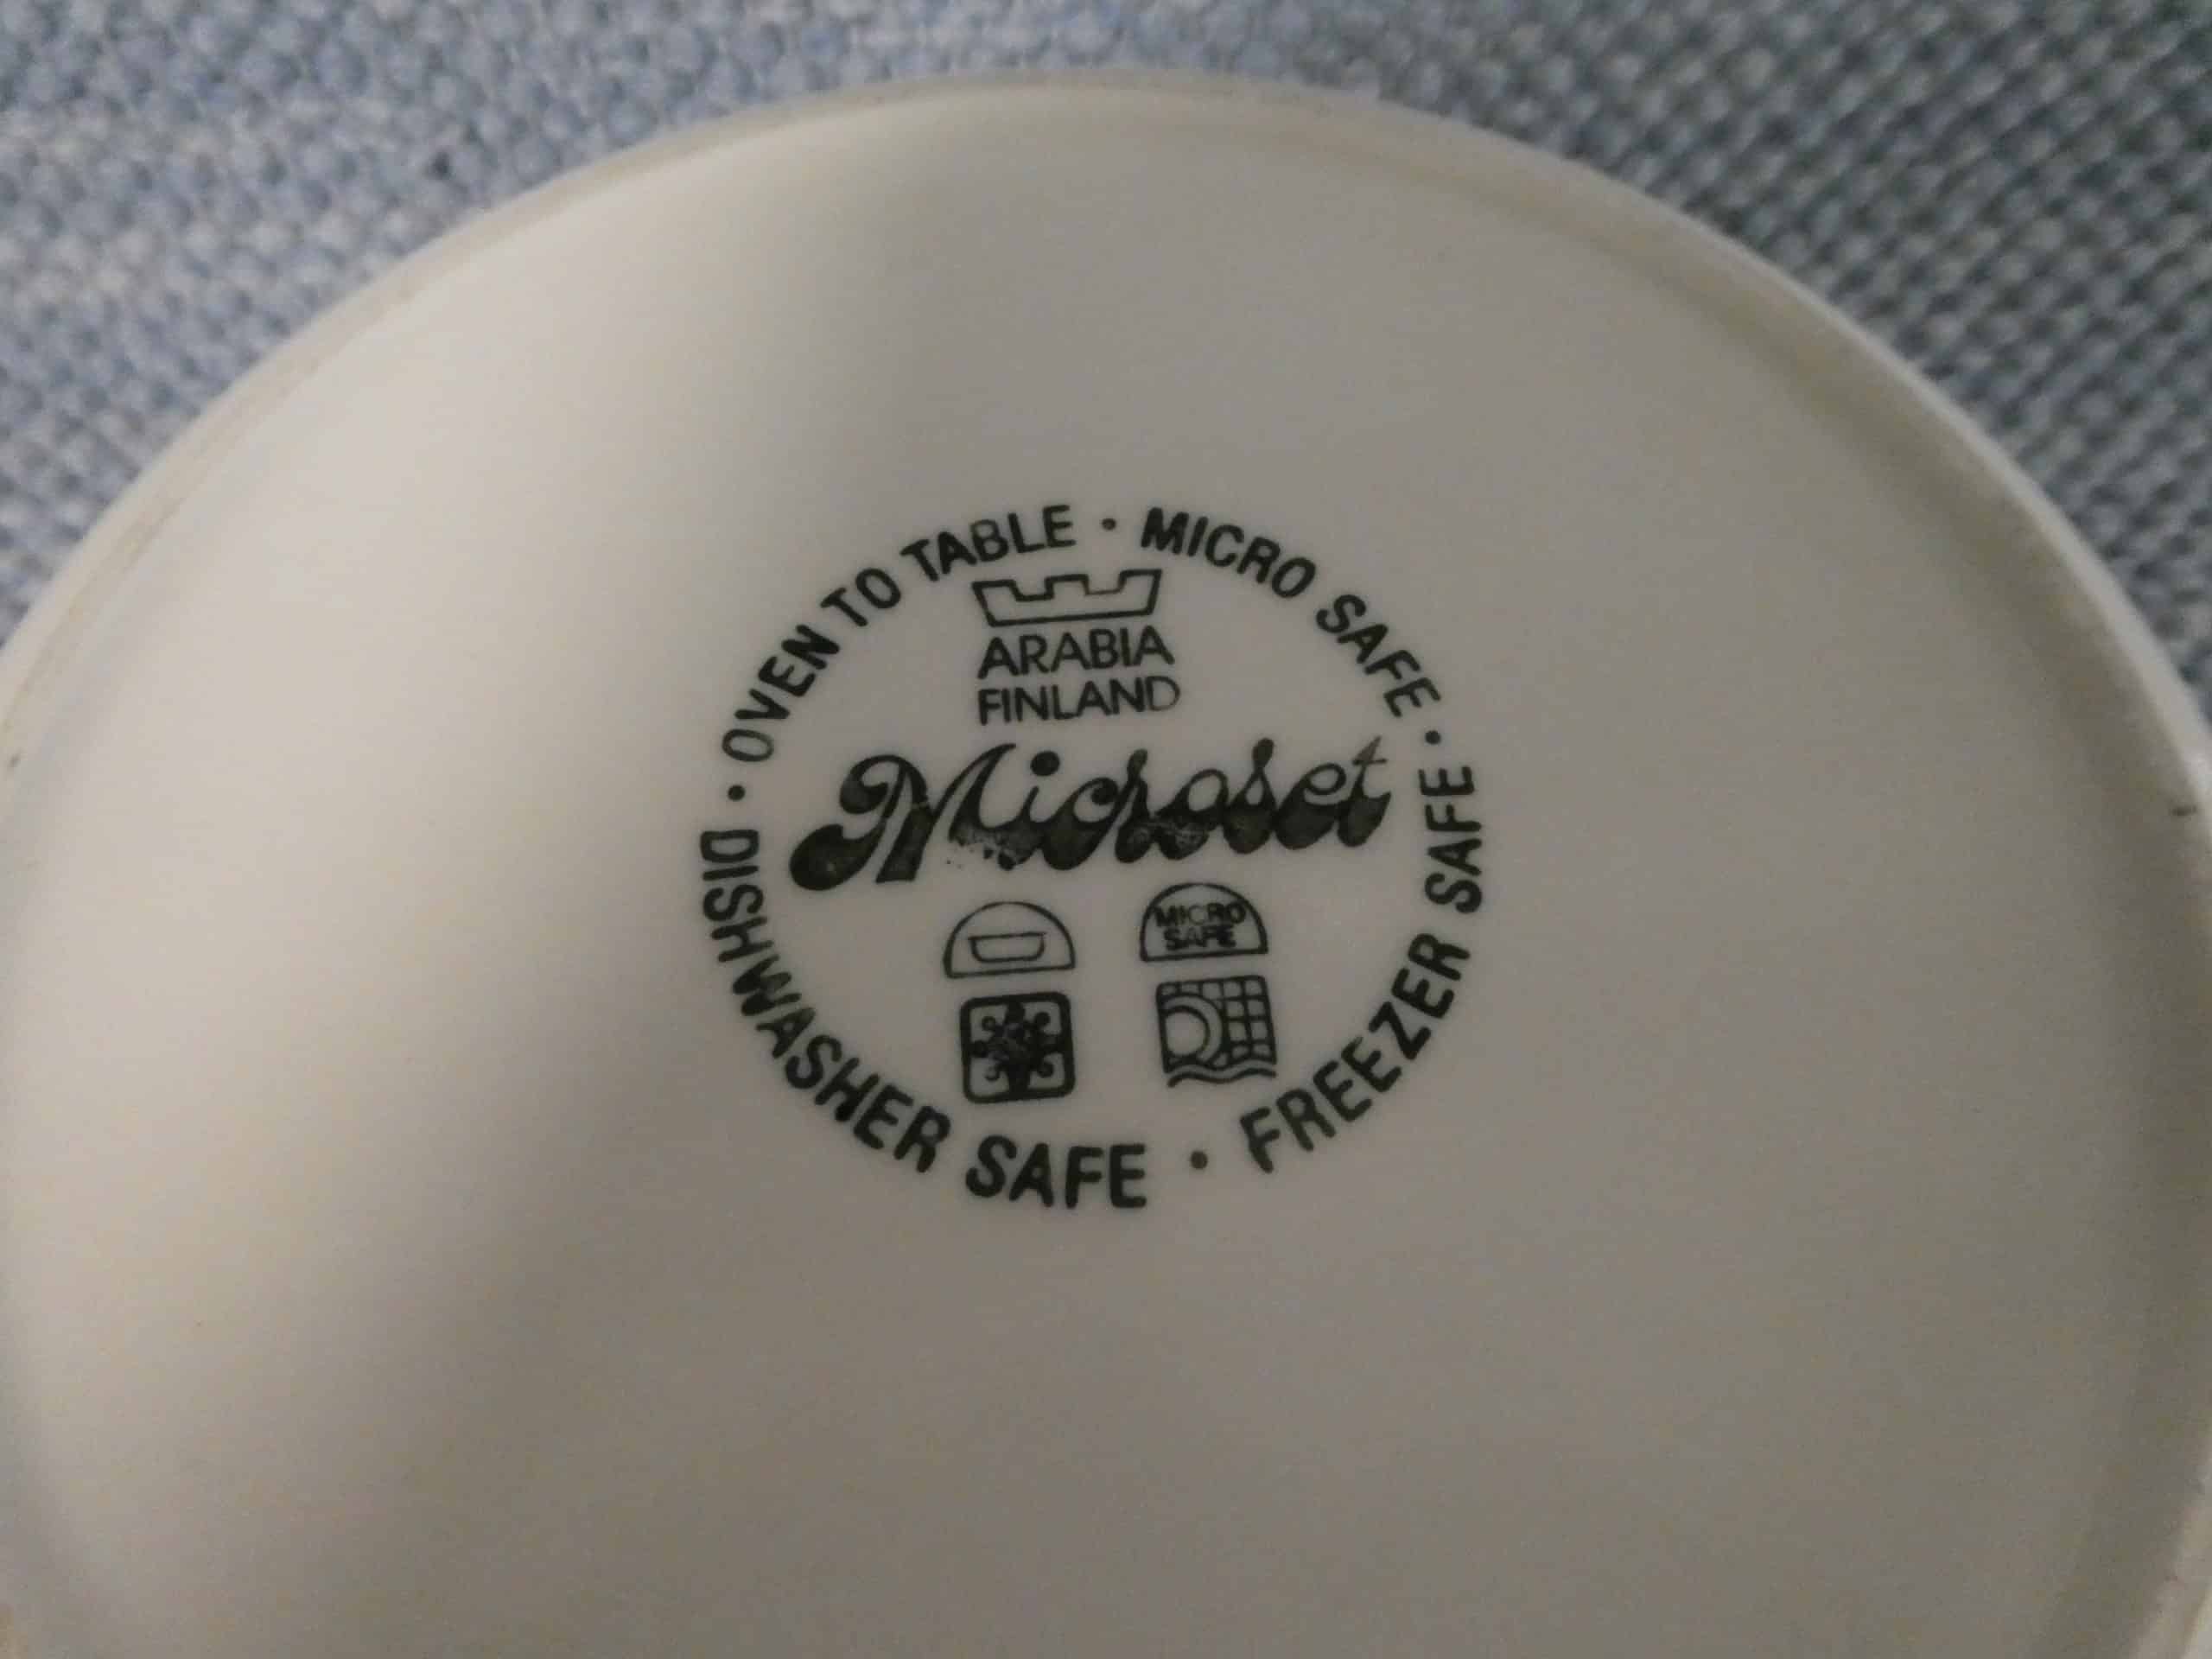 DISHWASHER SAFE · OVEN TO TABLE · MICRO SAFE · FREEZER SAFE ·
ARABIA
FINLAND
Microset
MICRO
SAFE